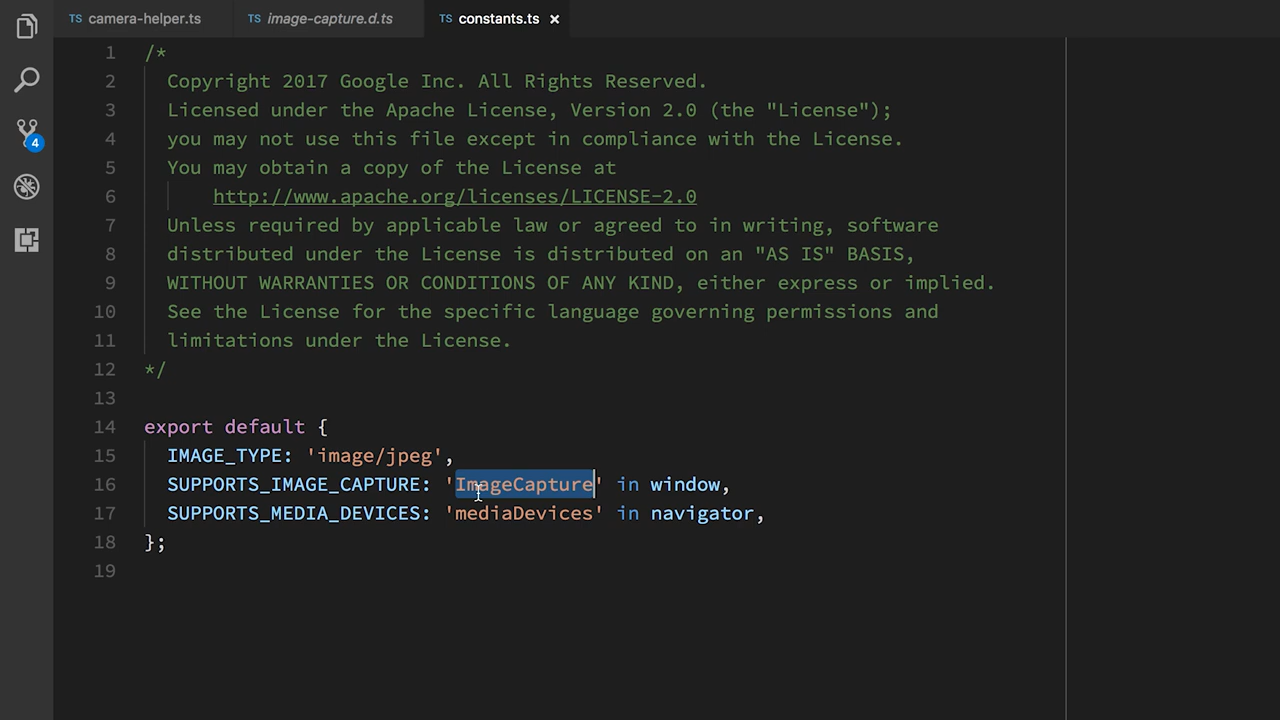 TS camera-helper.ts TS image-capture.d.ts TS constants.ts ×
1 /*
2 Copyright 2017 Google Inc. All Rights Reserved.
3 Licensed under the Apache License, Version 2.0 (the "License");
4 you may not use this file except in compliance with the License.
5 You may obtain a copy of the License at
6 http://www.apache.org/licenses/LICENSE-2.0
7 Unless required by applicable law or agreed to in writing, software
8 distributed under the License is distributed on an "AS IS" BASIS,
9 WITHOUT WARRANTIES OR CONDITIONS OF ANY KIND, either express or implied.
10 See the License for the specific language governing permissions and
11 limitations under the License.
12 */
13
14 export default {
15 IMAGE_TYPE: 'image/jpeg',
16 SUPPORTS_IMAGE_CAPTURE: 'ImageCapture' in window,
17 SUPPORTS_MEDIA_DEVICES: 'mediaDevices' in navigator,
18 };
19
4